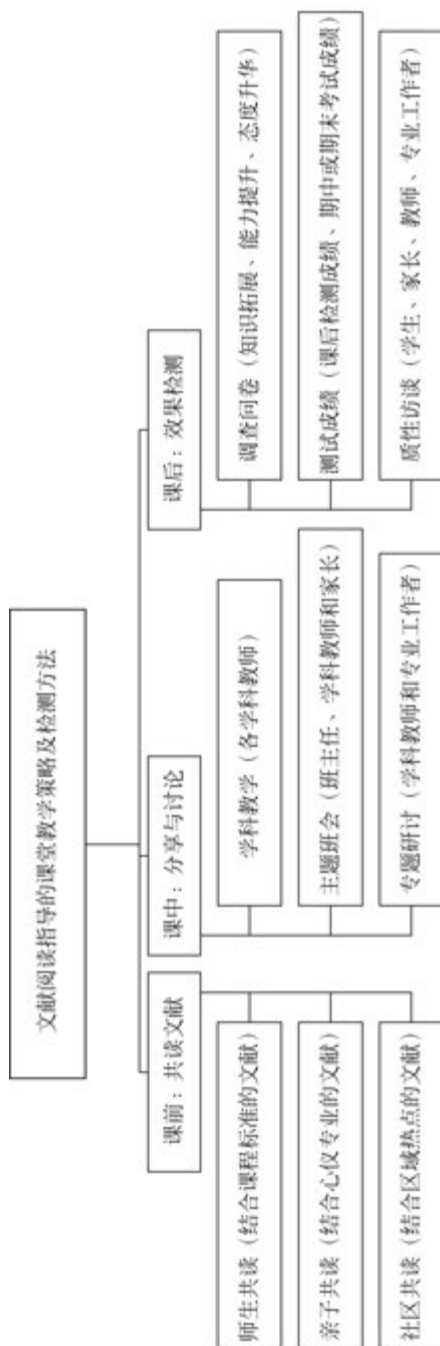 文献阅读指导的课堂教学策略及检测方法
课前：共读文献
师生共读（结合课程标准的文献）
亲子共读（结合心仪专业的文献）
社区共读（结合区域热点的文献）
课中：分享与讨论
学科教学（各学科教师）
主题班会（班主任、学科教师和家长）
专题研讨（学科教师和专业工作者）
课后：效果检测
调查问卷（知识拓展、能力提升、态度升华）
测试成绩（课后检测成绩、期中或期末考试成绩）
质性访谈（学生、家长、教师、专业工作者）